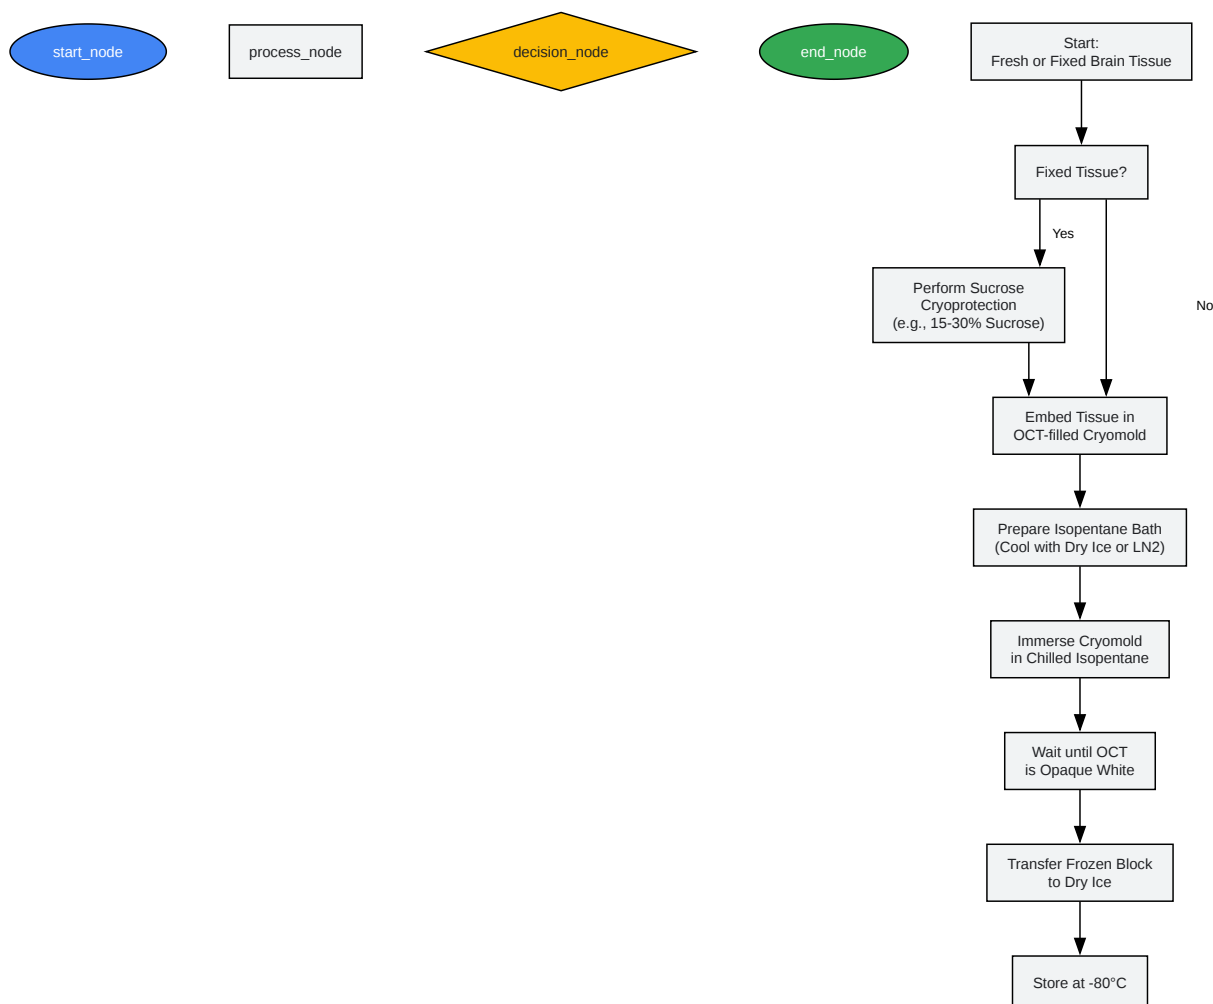 start_node
process_node
decision_node
end_node
Start:
Fresh or Fixed Brain Tissue
Fixed Tissue?
Yes
Perform Sucrose
Cryoprotection
(e.g., 15-30% Sucrose)
No
Embed Tissue in
OCT-filled Cryomold
Prepare Isopentane Bath
(Cool with Dry Ice or LN2)
Immerse Cryomold
in Chilled Isopentane
Wait until OCT
is Opaque White
Transfer Frozen Block
to Dry Ice
Store at -80°C